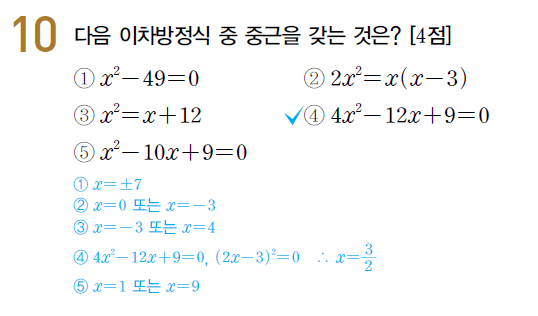 10 다음 이차방정식 중 중근을 갖는 것은? [4점]
① x²−49=0 ② 2x²=x(x−3)
③ x²=x+12 ✓④ 4x²−12x+9=0
⑤ x²−10x+9=0
① x=±7
② x=0 또는 x=−3
③ x=−3 또는 x=4
④ 4x²−12x+9=0, (2x−3)²=0 ∴ x=3/2
⑤ x=1 또는 x=9